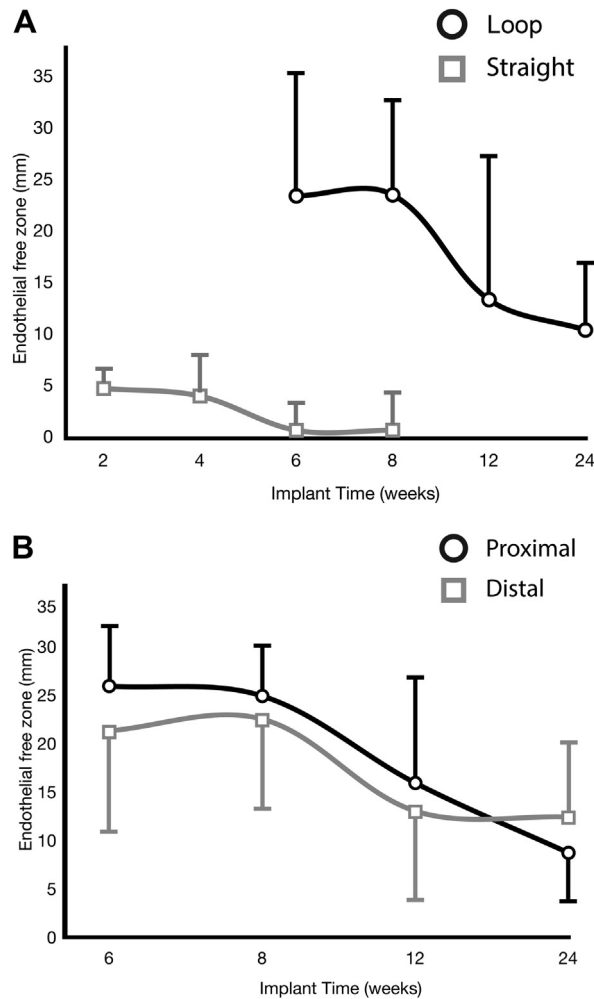 A
Loop
Straight
Endothelial free zone (mm)
35
30
25
20
15
10
5
0
2 4 6 8 12 24
Implant Time (weeks)
B
Proximal
Distal
Endothelial free zone (mm)
35
30
25
20
15
10
5
0
6 8 12 24
Implant Time (weeks)